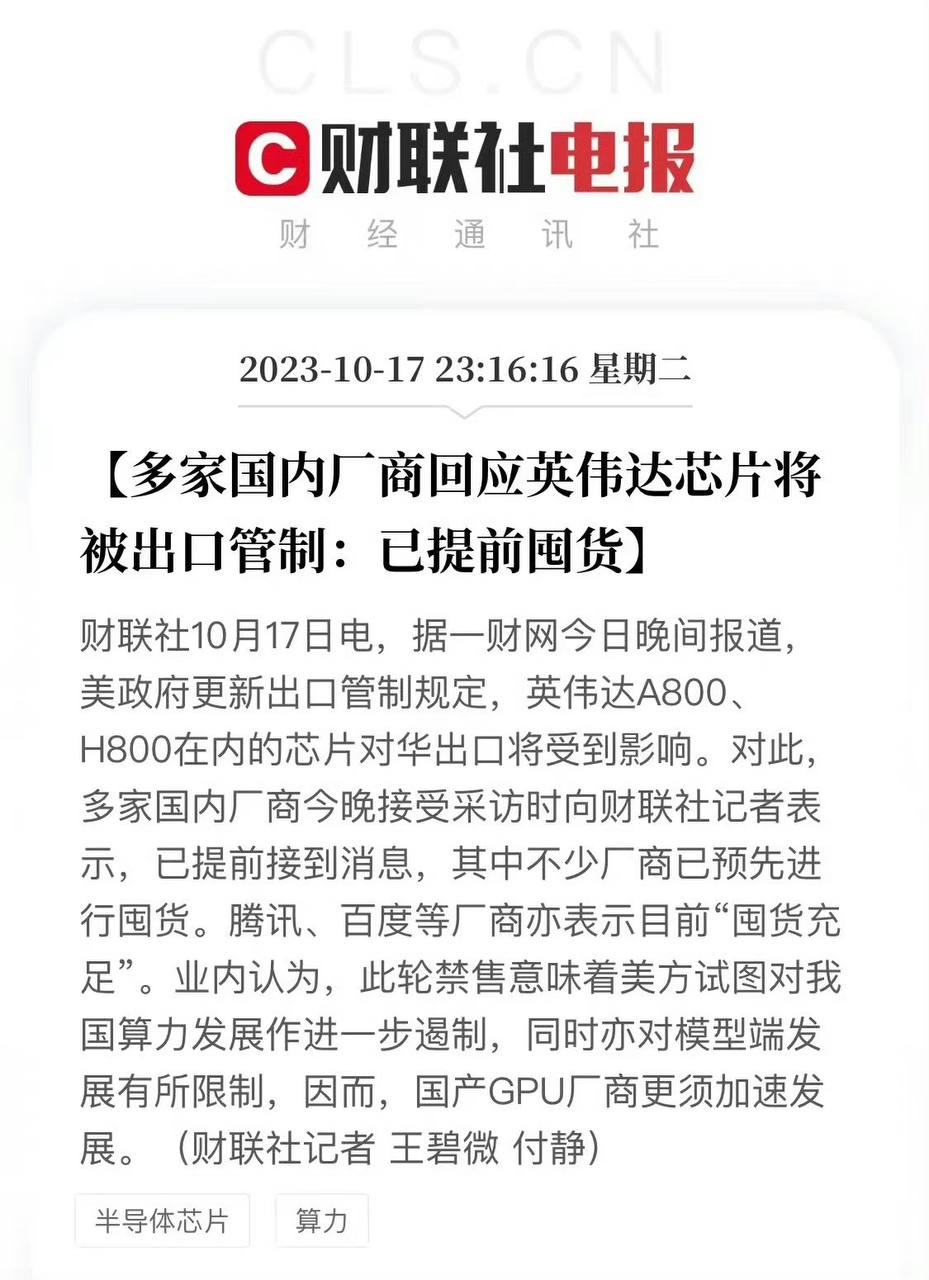 CLS.CN
C 财联社电报
财经通讯社
2023-10-17 23:16:16 星期二
【多家国内厂商回应英伟达芯片将
被出口管制：已提前囤货】
财联社10月17日电，据一财网今日晚间报道，
美政府更新出口管制规定，英伟达A800、
H800在内的芯片对华出口将受到影响。对此，
多家国内厂商今晚接受采访时向财联社记者表
示，已提前接到消息，其中不少厂商已预先进
行囤货。腾讯、百度等厂商亦表示目前“囤货充
足”。业内认为，此轮禁售意味着美方试图对我
国算力发展作进一步遏制，同时亦对模型端发
展有所限制，因而，国产GPU厂商更须加速发
展。（财联社记者 王碧微 付静）
半导体芯片 算力